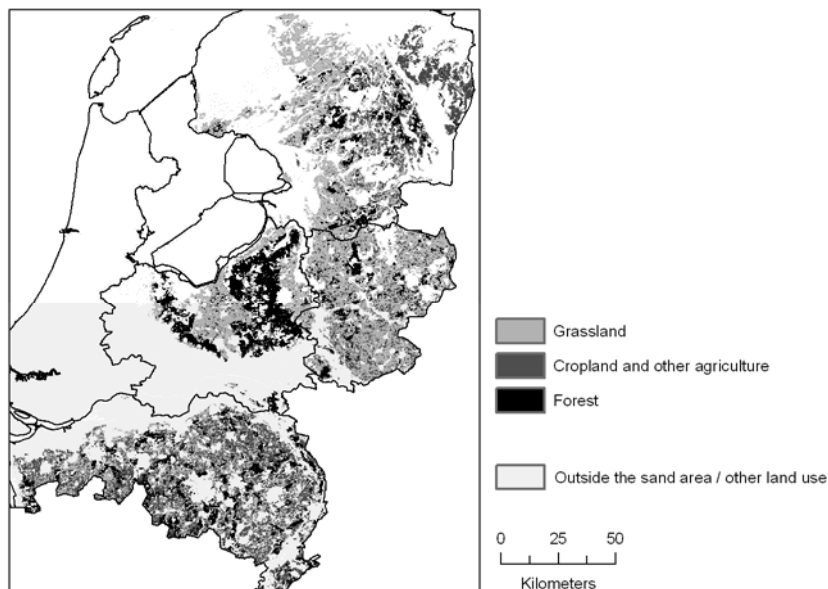 Grassland
Cropland and other agriculture
Forest
Outside the sand area / other land use
0 25 50
Kilometers